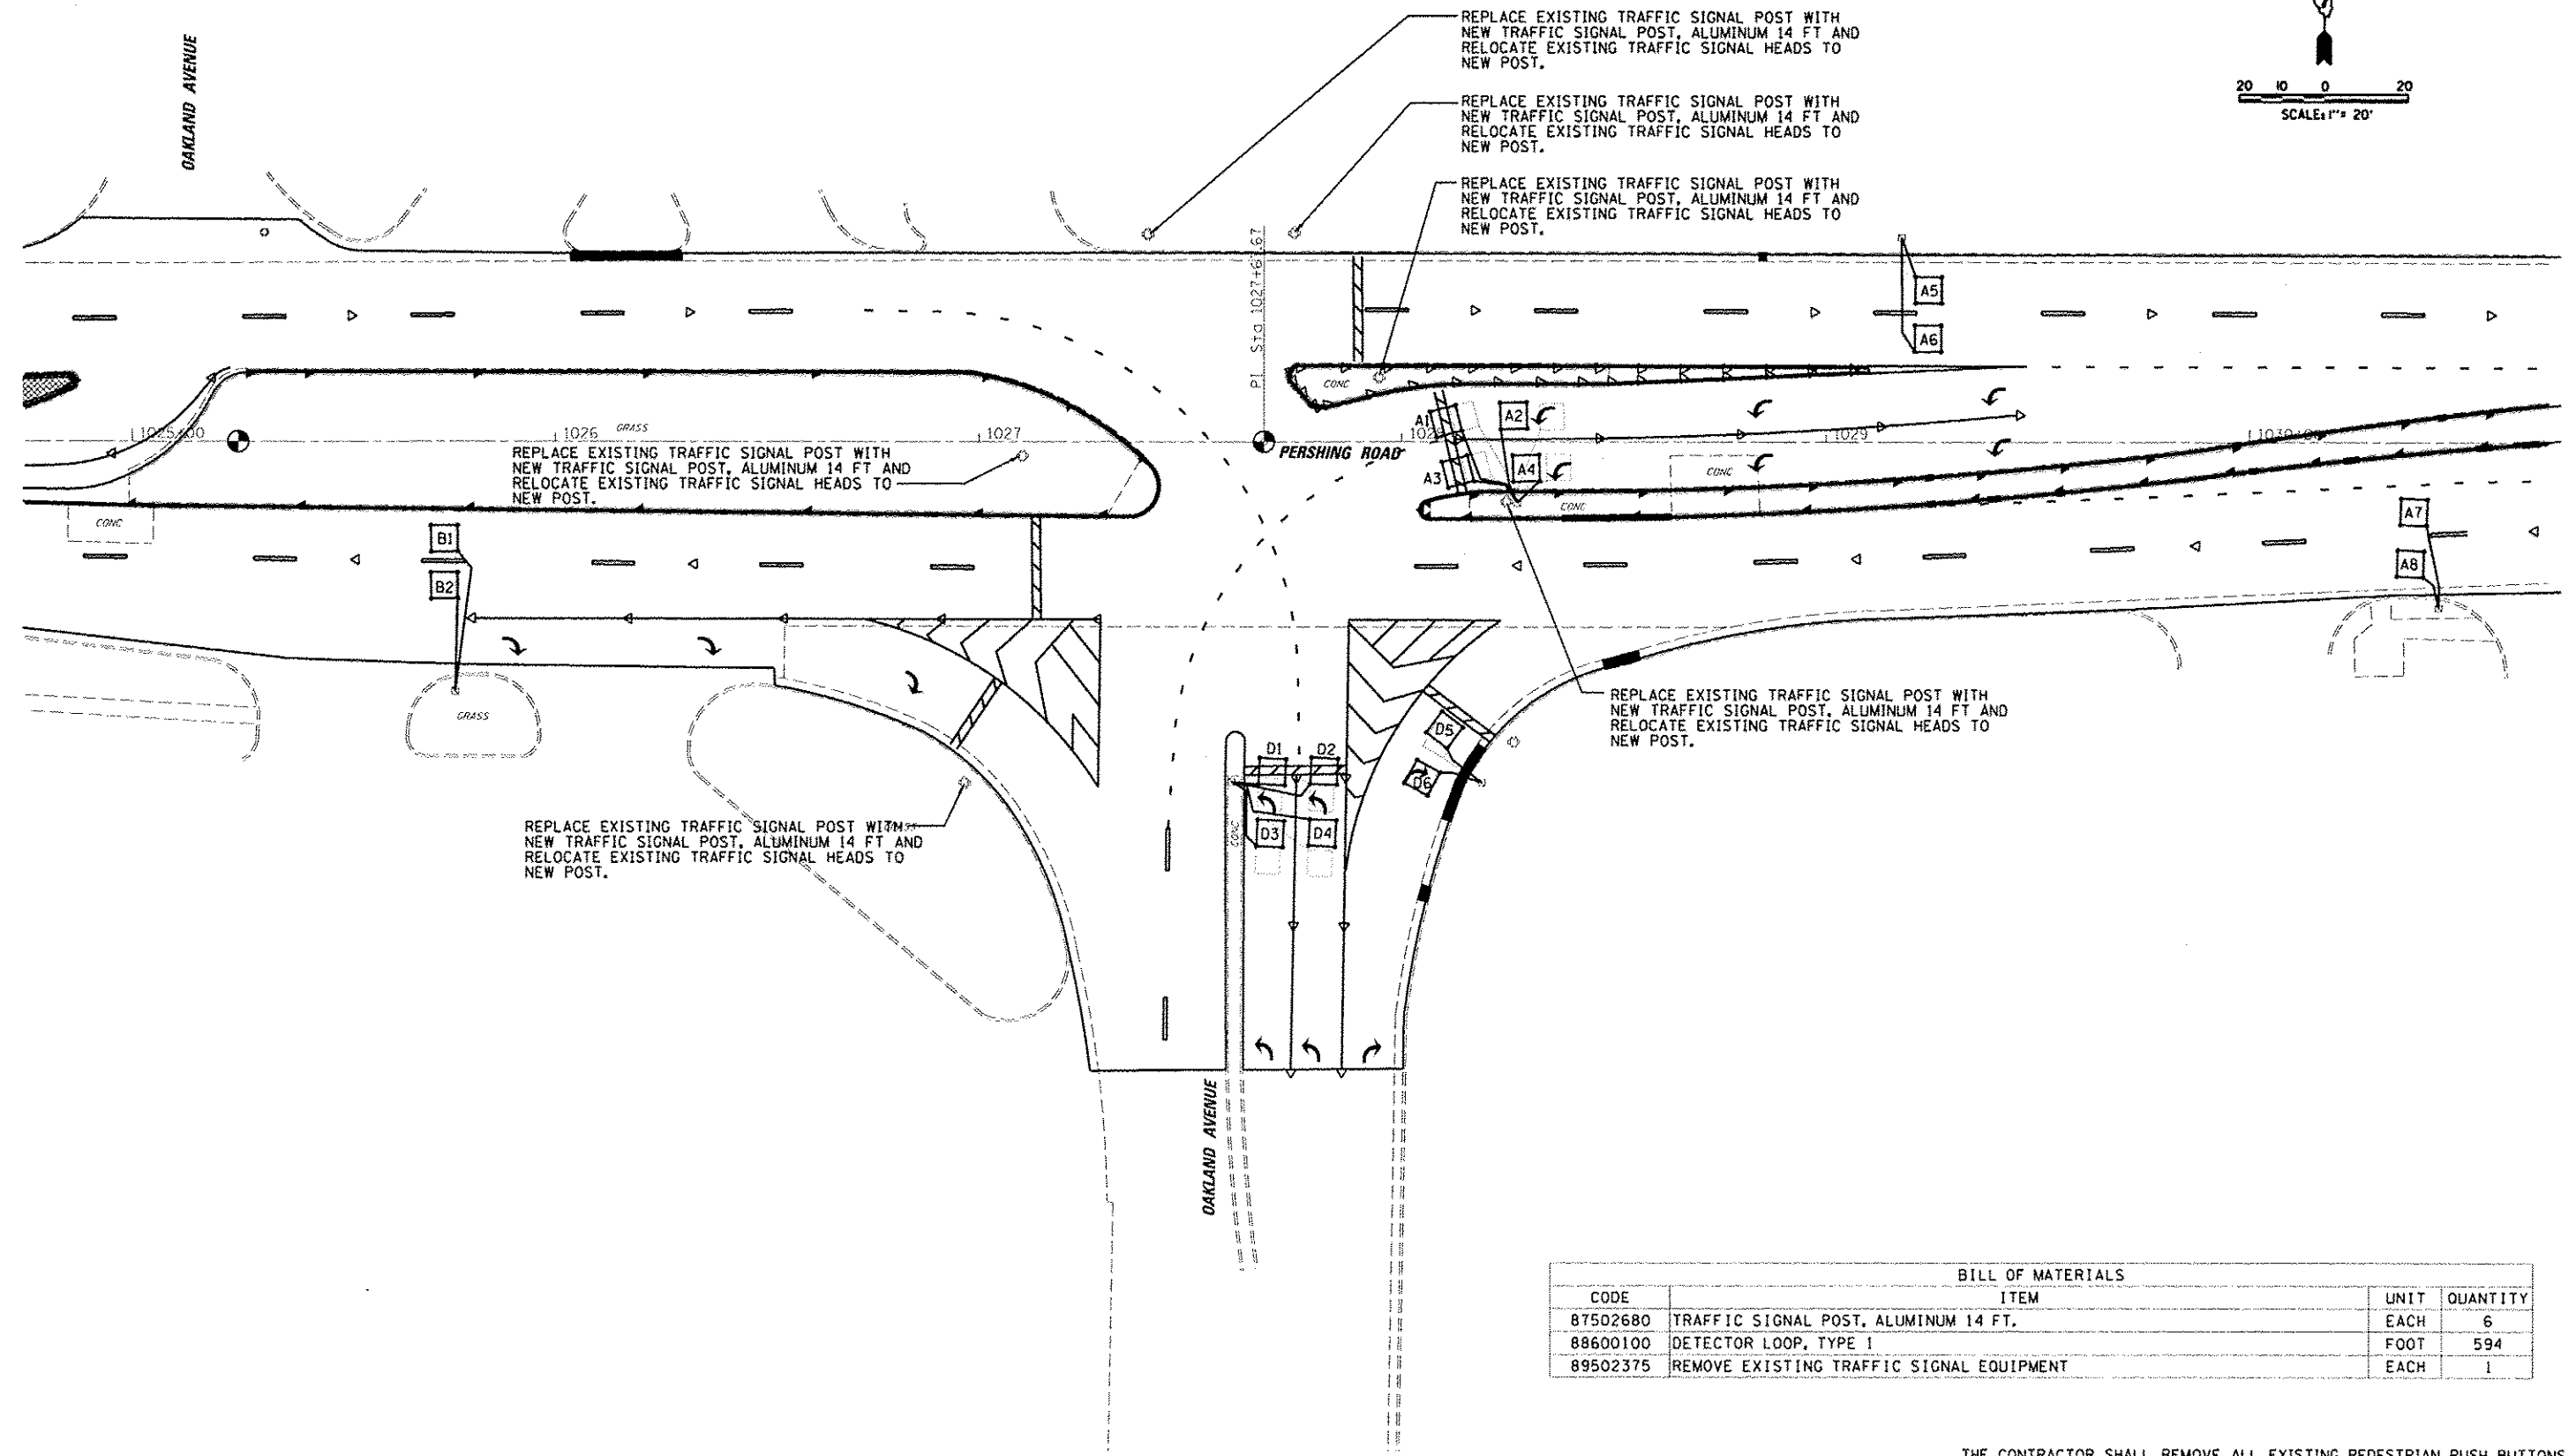 REPLACE EXISTING TRAFFIC SIGNAL POST WITH
NEW TRAFFIC SIGNAL POST, ALUMINUM 14 FT AND
RELOCATE EXISTING TRAFFIC SIGNAL HEADS TO
NEW POST.
OAKLAND AVENUE
20 10 0 20
SCALE: 1"= 20'
REPLACE EXISTING TRAFFIC SIGNAL POST WITH
NEW TRAFFIC SIGNAL POST, ALUMINUM 14 FT AND
RELOCATE EXISTING TRAFFIC SIGNAL HEADS TO
NEW POST.
REPLACE EXISTING TRAFFIC SIGNAL POST WITH
NEW TRAFFIC SIGNAL POST, ALUMINUM 14 FT AND
RELOCATE EXISTING TRAFFIC SIGNAL HEADS TO
NEW POST.
PI Sta
A5
A6
CONC
A1
A2
A3
A4
1026
GRASS
1027
PERSHING ROAD
1029
CONC
CONC
REPLACE EXISTING TRAFFIC SIGNAL POST WITH
NEW TRAFFIC SIGNAL POST, ALUMINUM 14 FT AND
RELOCATE EXISTING TRAFFIC SIGNAL HEADS TO
NEW POST.
CONC
B1
B2
A7
A8
GRASS
REPLACE EXISTING TRAFFIC SIGNAL POST WITH
NEW TRAFFIC SIGNAL POST, ALUMINUM 14 FT AND
RELOCATE EXISTING TRAFFIC SIGNAL HEADS TO
NEW POST.
D5
D6
D1 D2
D3 D4
CONC
REPLACE EXISTING TRAFFIC SIGNAL POST WITH
NEW TRAFFIC SIGNAL POST, ALUMINUM 14 FT AND
RELOCATE EXISTING TRAFFIC SIGNAL HEADS TO
NEW POST.
OAKLAND AVENUE
BILL OF MATERIALS
CODE ITEM UNIT QUANTITY
87502680 TRAFFIC SIGNAL POST, ALUMINUM 14 FT. EACH 6
88600100 DETECTOR LOOP, TYPE 1 FOOT 594
89502375 REMOVE EXISTING TRAFFIC SIGNAL EQUIPMENT EACH 1
THE CONTRACTOR SHALL REMOVE ALL EXISTING PEDESTRIAN PUSH BUTTONS